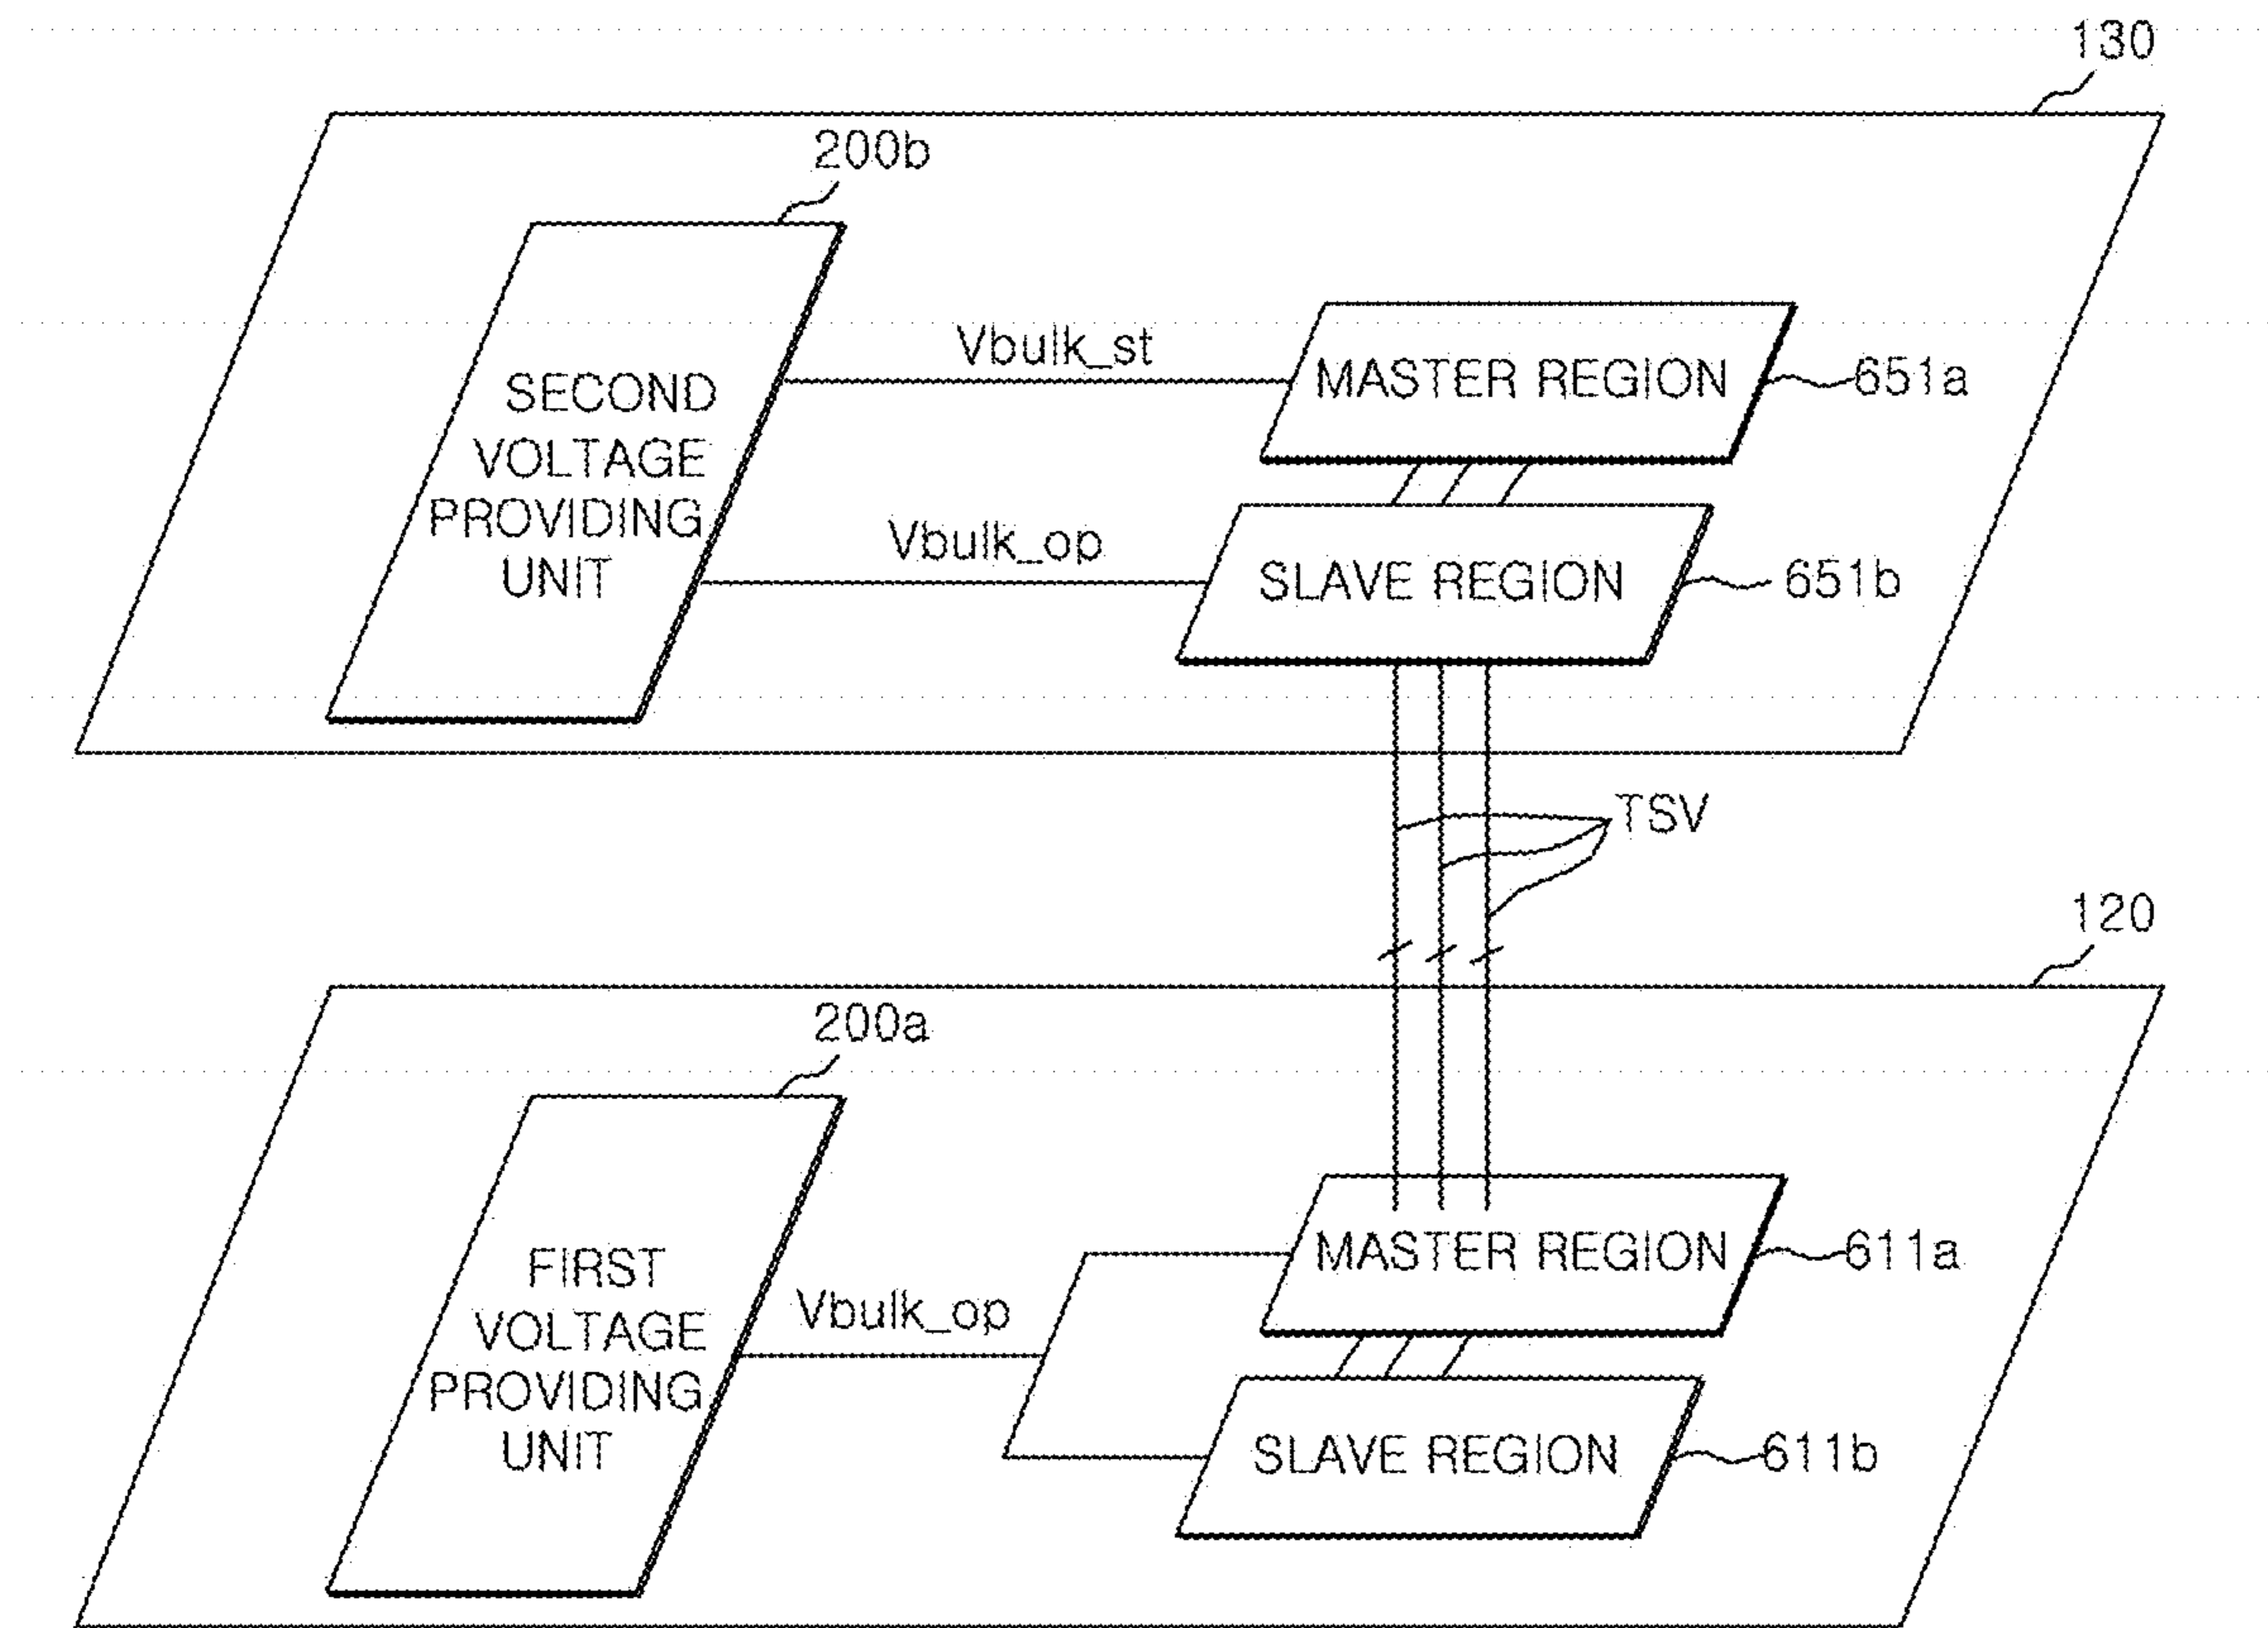 130
200b
Vbulk_st
SECOND
VOLTAGE
PROVIDING
UNIT
MASTER REGION
651a
Vbulk_op
SLAVE REGION
651b
TSV
120
200a
FIRST
VOLTAGE
PROVIDING
UNIT
Vbulk_op
MASTER REGION
611a
SLAVE REGION
611b